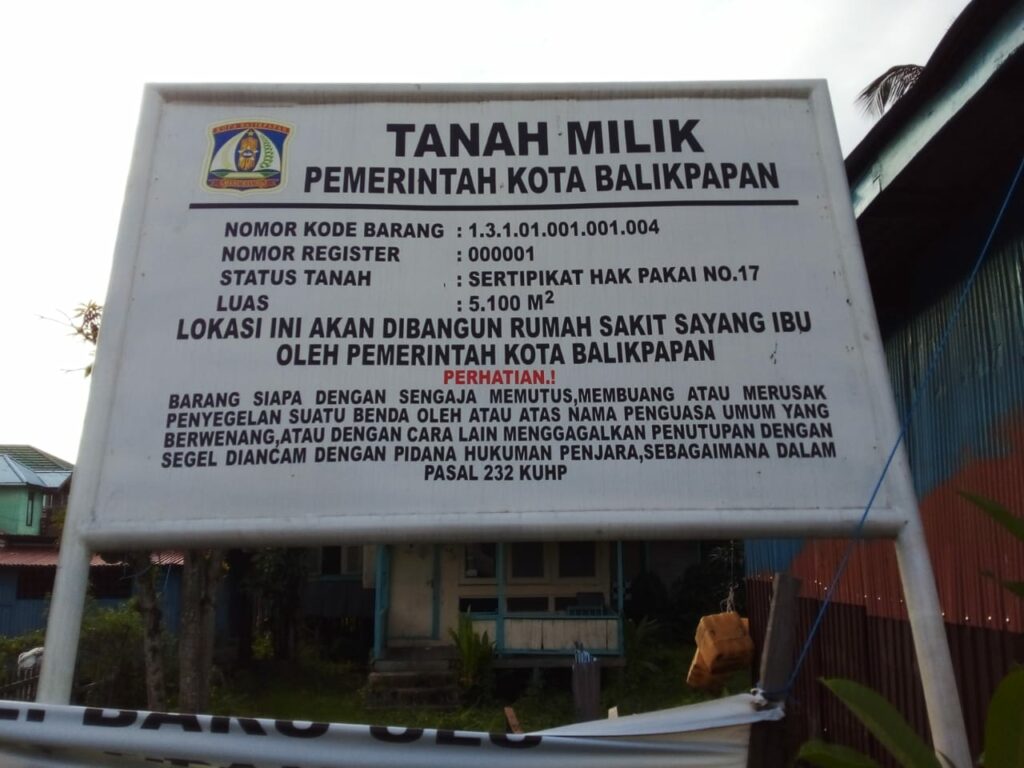 KOTA BALIKPAPAN
TANAH MILIK
PEMERINTAH KOTA BALIKPAPAN
NOMOR KODE BARANG : 1.3.1.01.001.001.004
NOMOR REGISTER : 000001
STATUS TANAH : SERTIPIKAT HAK PAKAI NO.17
LUAS : 5.100 M²
LOKASI INI AKAN DIBANGUN RUMAH SAKIT SAYANG IBU
OLEH PEMERINTAH KOTA BALIKPAPAN
PERHATIAN.!
BARANG SIAPA DENGAN SENGAJA MEMUTUS,MEMBUANG ATAU MERUSAK
PENYEGELAN SUATU BENDA OLEH ATAU ATAS NAMA PENGUASA UMUM YANG
BERWENANG,ATAU DENGAN CARA LAIN MENGGAGALKAN PENUTUPAN DENGAN
SEGEL DIANCAM DENGAN PIDANA HUKUMAN PENJARA,SEBAGAIMANA DALAM
PASAL 232 KUHP
BARU ULU